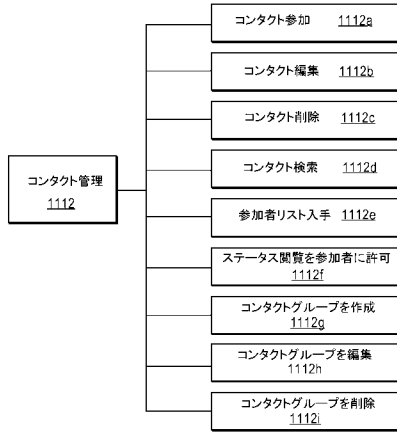 コンタクト参加 1112a
コンタクト編集 1112b
コンタクト削除 1112c
コンタクト検索 1112d
コンタクト管理
1112
参加者リスト入手 1112e
ステータス閲覧を参加者に許可
1112f
コンタクトグループを作成
1112g
コンタクトグループを編集
1112h
コンタクトグループを削除
1112i